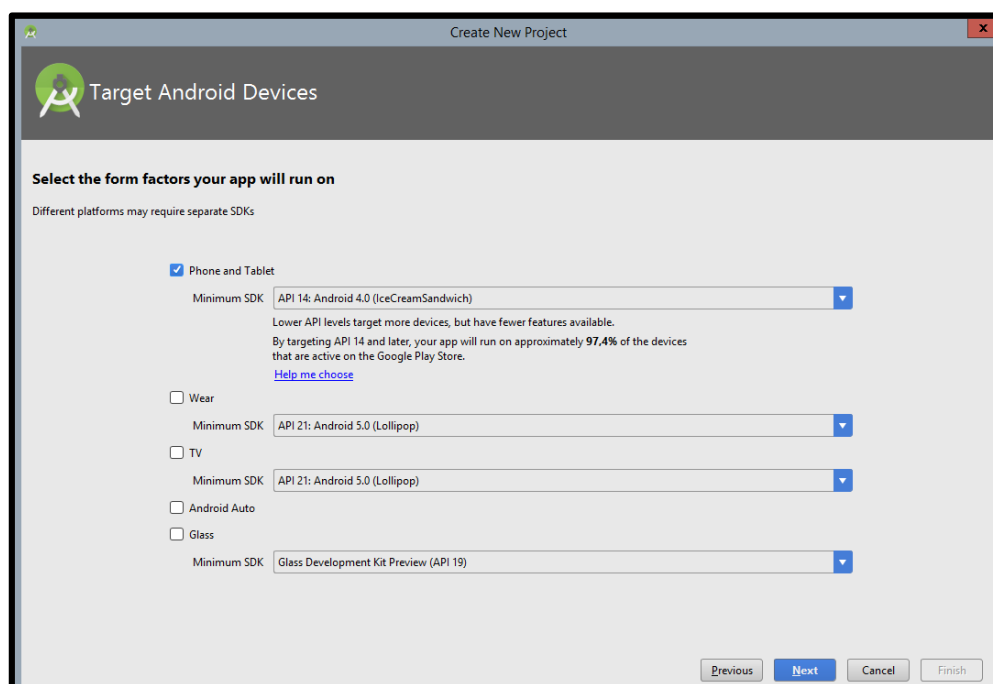 Create New Project
x
Target Android Devices
Select the form factors your app will run on
Different platforms may require separate SDKs
Phone and Tablet
Minimum SDK API 14: Android 4.0 (IceCreamSandwich)
Lower API levels target more devices, but have fewer features available.
By targeting API 14 and later, your app will run on approximately 97,4% of the devices
that are active on the Google Play Store.
Help me choose
Wear
Minimum SDK API 21: Android 5.0 (Lollipop)
TV
Minimum SDK API 21: Android 5.0 (Lollipop)
Android Auto
Glass
Minimum SDK Glass Development Kit Preview (API 19)
Previous Next Cancel Finish